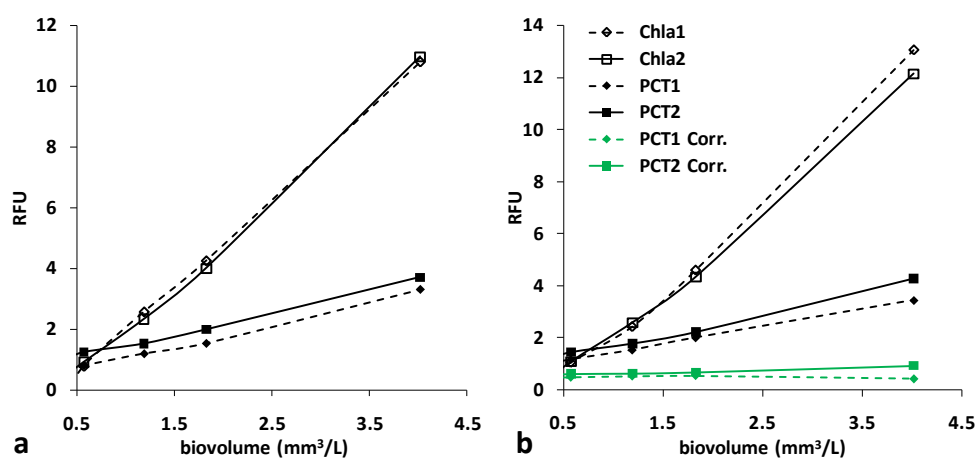 12
10
8
6
4
2
0
RFU
0.5 1.5 2.5 3.5 4.5
a biovolume (mm³/L)
14
12
10
8
6
4
2
0
RFU
Chla1
Chla2
PCT1
PCT2
PCT1 Corr.
PCT2 Corr.
0.5 1.5 2.5 3.5 4.5
b biovolume (mm³/L)